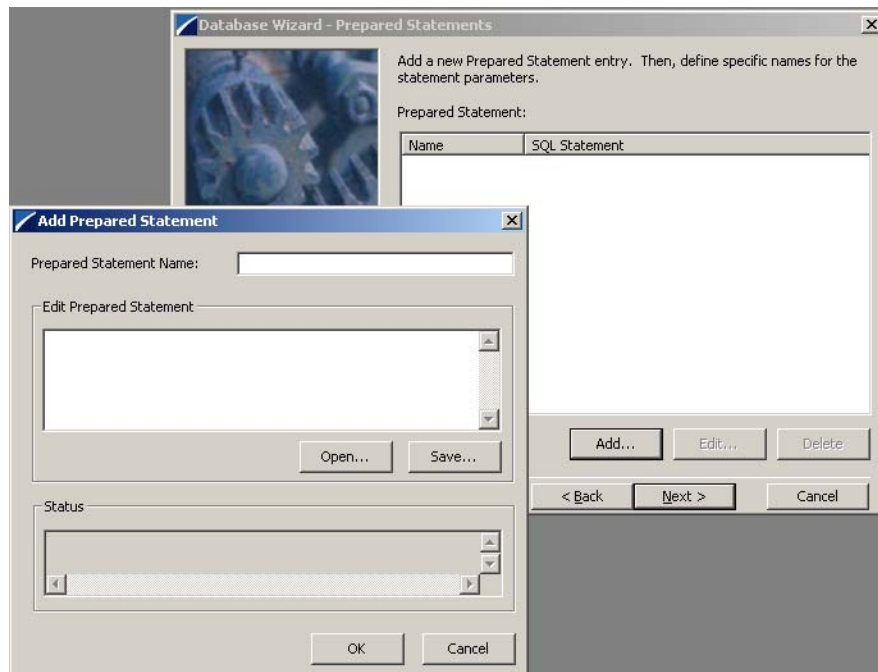 Database Wizard - Prepared Statements
Add a new Prepared Statement entry. Then, define specific names for the
statement parameters.
Prepared Statement:
Name SQL Statement
Add... Edit... Delete
< Back Next > Cancel
Add Prepared Statement
Prepared Statement Name:
Edit Prepared Statement
Open... Save...
Status
OK Cancel